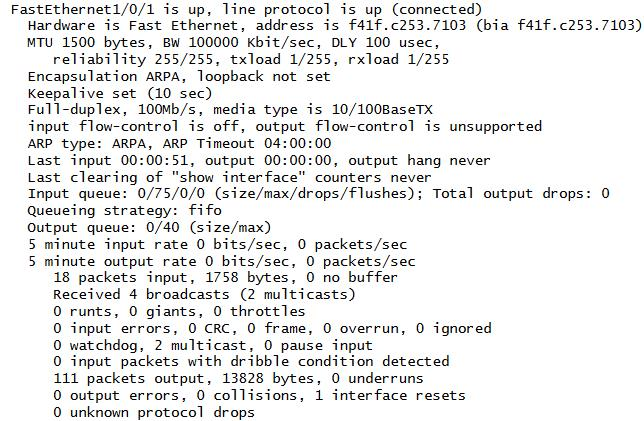 FastEthernet1/0/1 is up, line protocol is up (connected)
Hardware is Fast Ethernet, address is f41f.c253.7103 (bia f41f.c253.7103)
MTU 1500 bytes, BW 100000 Kbit/sec, DLY 100 usec,
reliability 255/255, txload 1/255, rxload 1/255
Encapsulation ARPA, loopback not set
Keepalive set (10 sec)
Full-duplex, 100Mb/s, media type is 10/100BaseTX
input flow-control is off, output flow-control is unsupported
ARP type: ARPA, ARP Timeout 04:00:00
Last input 00:00:51, output 00:00:00, output hang never
Last clearing of "show interface" counters never
Input queue: 0/75/0/0 (size/max/drops/flushes); Total output drops: 0
Queueing strategy: fifo
Output queue: 0/40 (size/max)
5 minute input rate 0 bits/sec, 0 packets/sec
5 minute output rate 0 bits/sec, 0 packets/sec
18 packets input, 1758 bytes, 0 no buffer
Received 4 broadcasts (2 multicasts)
0 runts, 0 giants, 0 throttles
0 input errors, 0 CRC, 0 frame, 0 overrun, 0 ignored
0 watchdog, 2 multicast, 0 pause input
0 input packets with dribble condition detected
111 packets output, 13828 bytes, 0 underruns
0 output errors, 0 collisions, 1 interface resets
0 unknown protocol drops